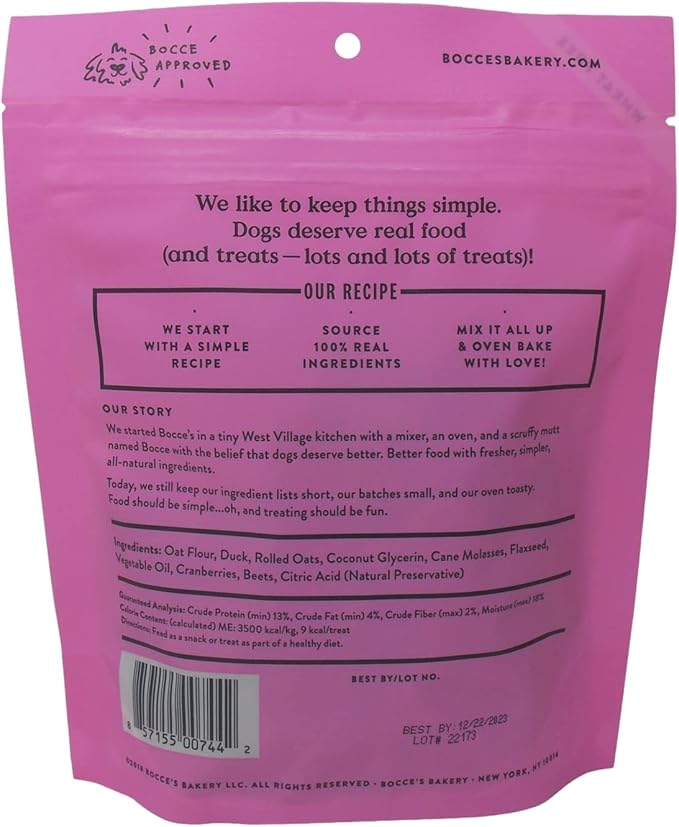 BOCCE
APPROVED
BOCCESBAKERY.COM
We like to keep things simple.
Dogs deserve real food
(and treats — lots and lots of treats)!
OUR RECIPE
WE START
WITH A SIMPLE
RECIPE
SOURCE
100% REAL
INGREDIENTS
MIX IT ALL UP
& OVEN BAKE
WITH LOVE!
OUR STORY
We started Bocce's in a tiny West Village kitchen with a mixer, an oven, and a scruffy mutt
named Bocce with the belief that dogs deserve better. Better food with fresher, simpler,
all-natural ingredients.
Today, we still keep our ingredient lists short, our batches small, and our oven toasty.
Food should be simple...oh, and treating should be fun.
Ingredients: Oat Flour, Duck, Rolled Oats, Coconut Glycerin, Cane Molasses, Flaxseed,
Vegetable Oil, Cranberries, Beets, Citric Acid (Natural Preservative)
Guaranteed Analysis: Crude Protein (min) 13%, Crude Fat (min) 4%, Crude Fiber (max) 2%, Moisture (max) 18%
Calorie Content: (calculated) ME: 3500 kcal/kg, 9 kcal/treat
Directions: Feed as a snack or treat as part of a healthy diet.
BEST BY/LOT NO.
BEST BY: 12/22/2023
LOT# 22173
8 57155 00744 2
©2018 BOCCE'S BAKERY LLC. ALL RIGHTS RESERVED · BOCCE'S BAKERY · NEW YORK, NY 10014